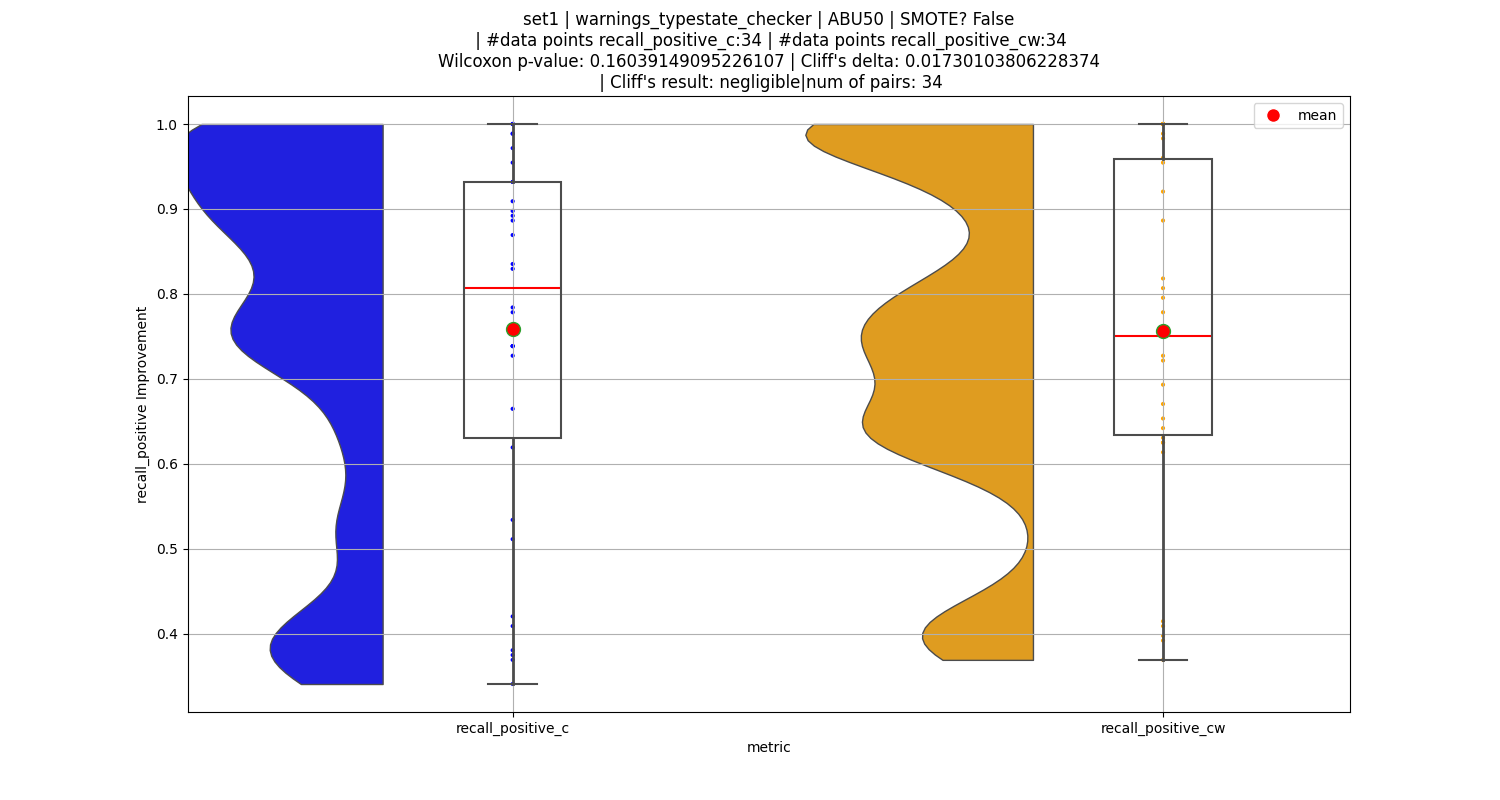 set1 | warnings_typestate_checker | ABU50 | SMOTE? False
| #data points recall_positive_c:34 | #data points recall_positive_cw:34
Wilcoxon p-value: 0.16039149095226107 | Cliff's delta: 0.01730103806228374
| Cliff's result: negligible|num of pairs: 34
mean
1.0
0.9
0.8
0.7
0.6
0.5
0.4
recall_positive Improvement
recall_positive_c
recall_positive_cw
metric